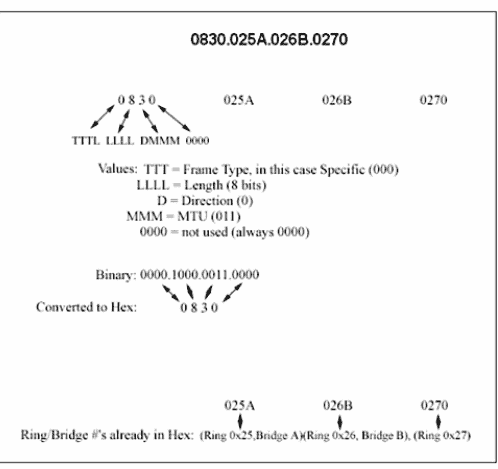 0830.025A.026B.0270
0 8 3 0 025A 026B 0270
TTTL LLLL DMMM 0000
Values: TTT = Frame Type, in this case Specific (000)
LLLL = Length (8 bits)
D = Direction (0)
MMM = MTU (011)
0000 = not used (always 0000)
Binary: 0000.1000.0011.0000
Converted to Hex: 0 8 3 0
025A 026B 0270
Ring/Bridge #'s already in Hex: (Ring 0x25,Bridge A)(Ring 0x26, Bridge B), (Ring 0x27)